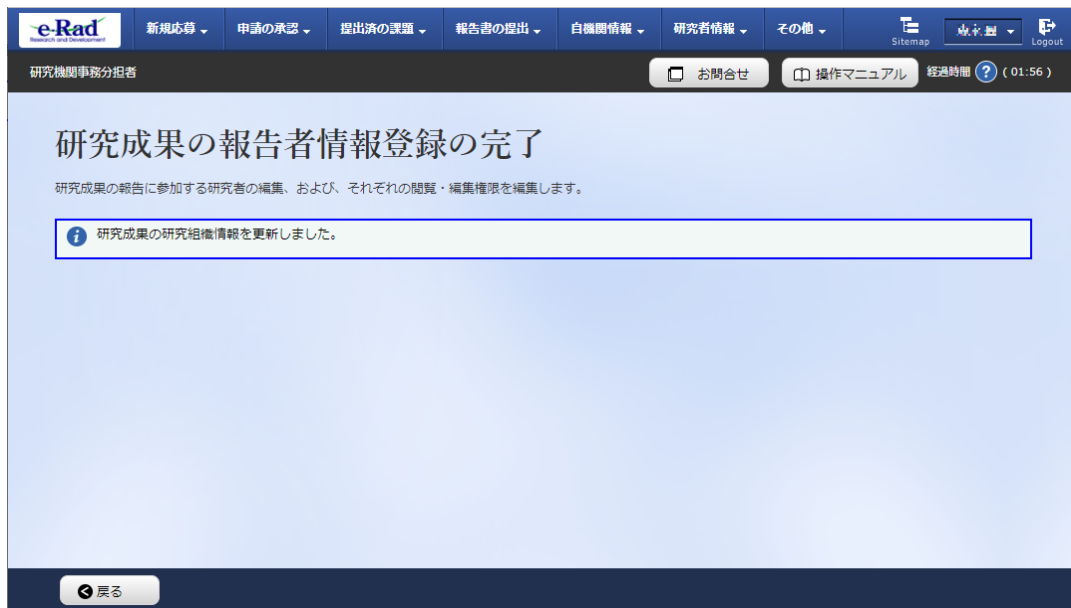 e-Rad
Research and Development
新規応募
申請の承認
提出済の課題
報告書の提出
自機関情報
研究者情報
その他
Sitemap
Logout
研究機関事務分担者
お問合せ
操作マニュアル
経過時間 ? ( 01:56 )
研究成果の報告者情報登録の完了
研究成果の報告に参加する研究者の編集、および、それぞれの閲覧・編集権限を編集します。
i 研究成果の研究組織情報を更新しました。
戻る